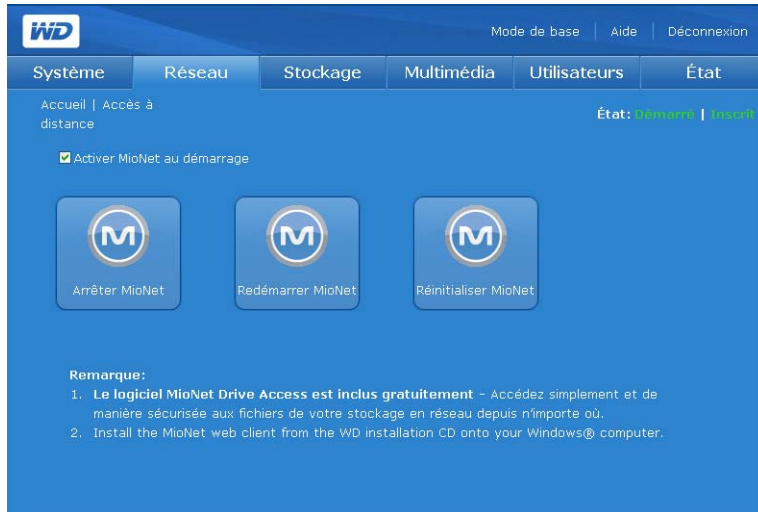 WD
Mode de base | Aide | Déconnexion
Système Réseau Stockage Multimédia Utilisateurs État
Accueil | Accès à
distance
État: Démarré | Inscrit
Activer MioNet au démarrage
Arrêter MioNet Redémarrer MioNet Réinitialiser MioNet
Remarque:
1. Le logiciel MioNet Drive Access est inclus gratuitement – Accédez simplement et de
manière sécurisée aux fichiers de votre stockage en réseau depuis n'importe où.
2. Install the MioNet web client from the WD installation CD onto your Windows® computer.